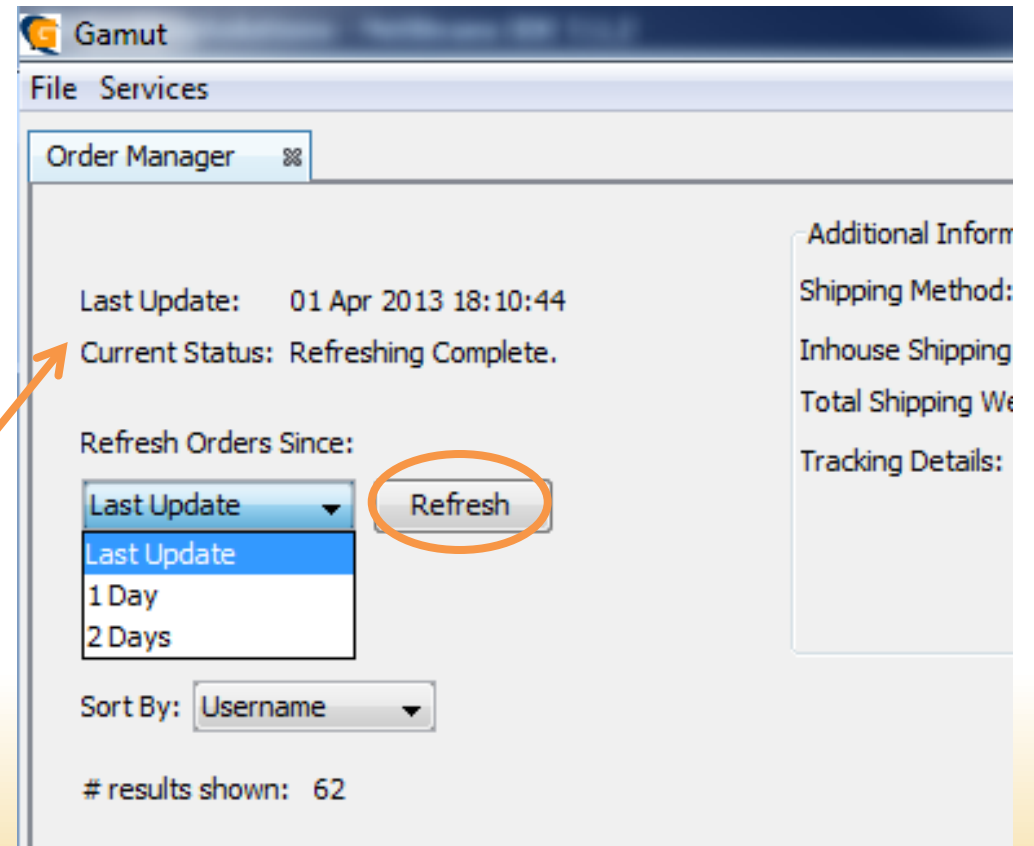 Gamut
File Services
Order Manager
Last Update: 01 Apr 2013 18:10:44
Current Status: Refreshing Complete.
Refresh Orders Since:
Last Update
Refresh
Last Update
1 Day
2 Days
Sort By: Username
# results shown: 62
Additional Inform
Shipping Method:
Inhouse Shipping
Total Shipping We
Tracking Details: